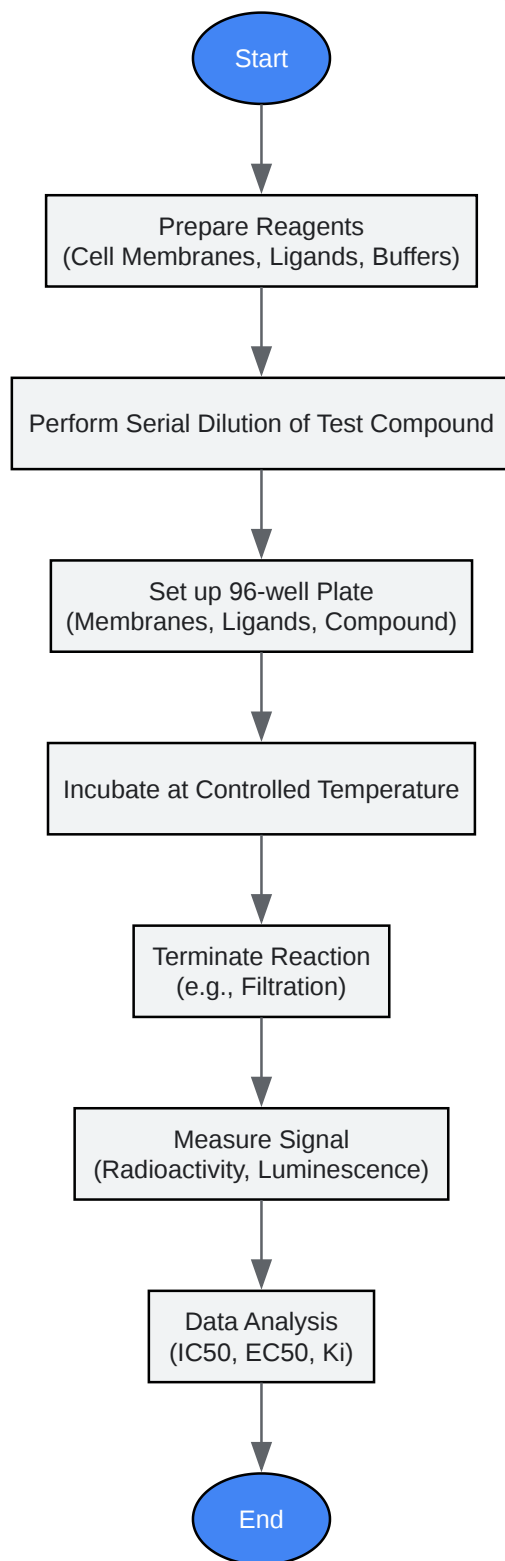 Start
Prepare Reagents
(Cell Membranes, Ligands, Buffers)
Perform Serial Dilution of Test Compound
Set up 96-well Plate
(Membranes, Ligands, Compound)
Incubate at Controlled Temperature
Terminate Reaction
(e.g., Filtration)
Measure Signal
(Radioactivity, Luminescence)
Data Analysis
(IC50, EC50, Ki)
End